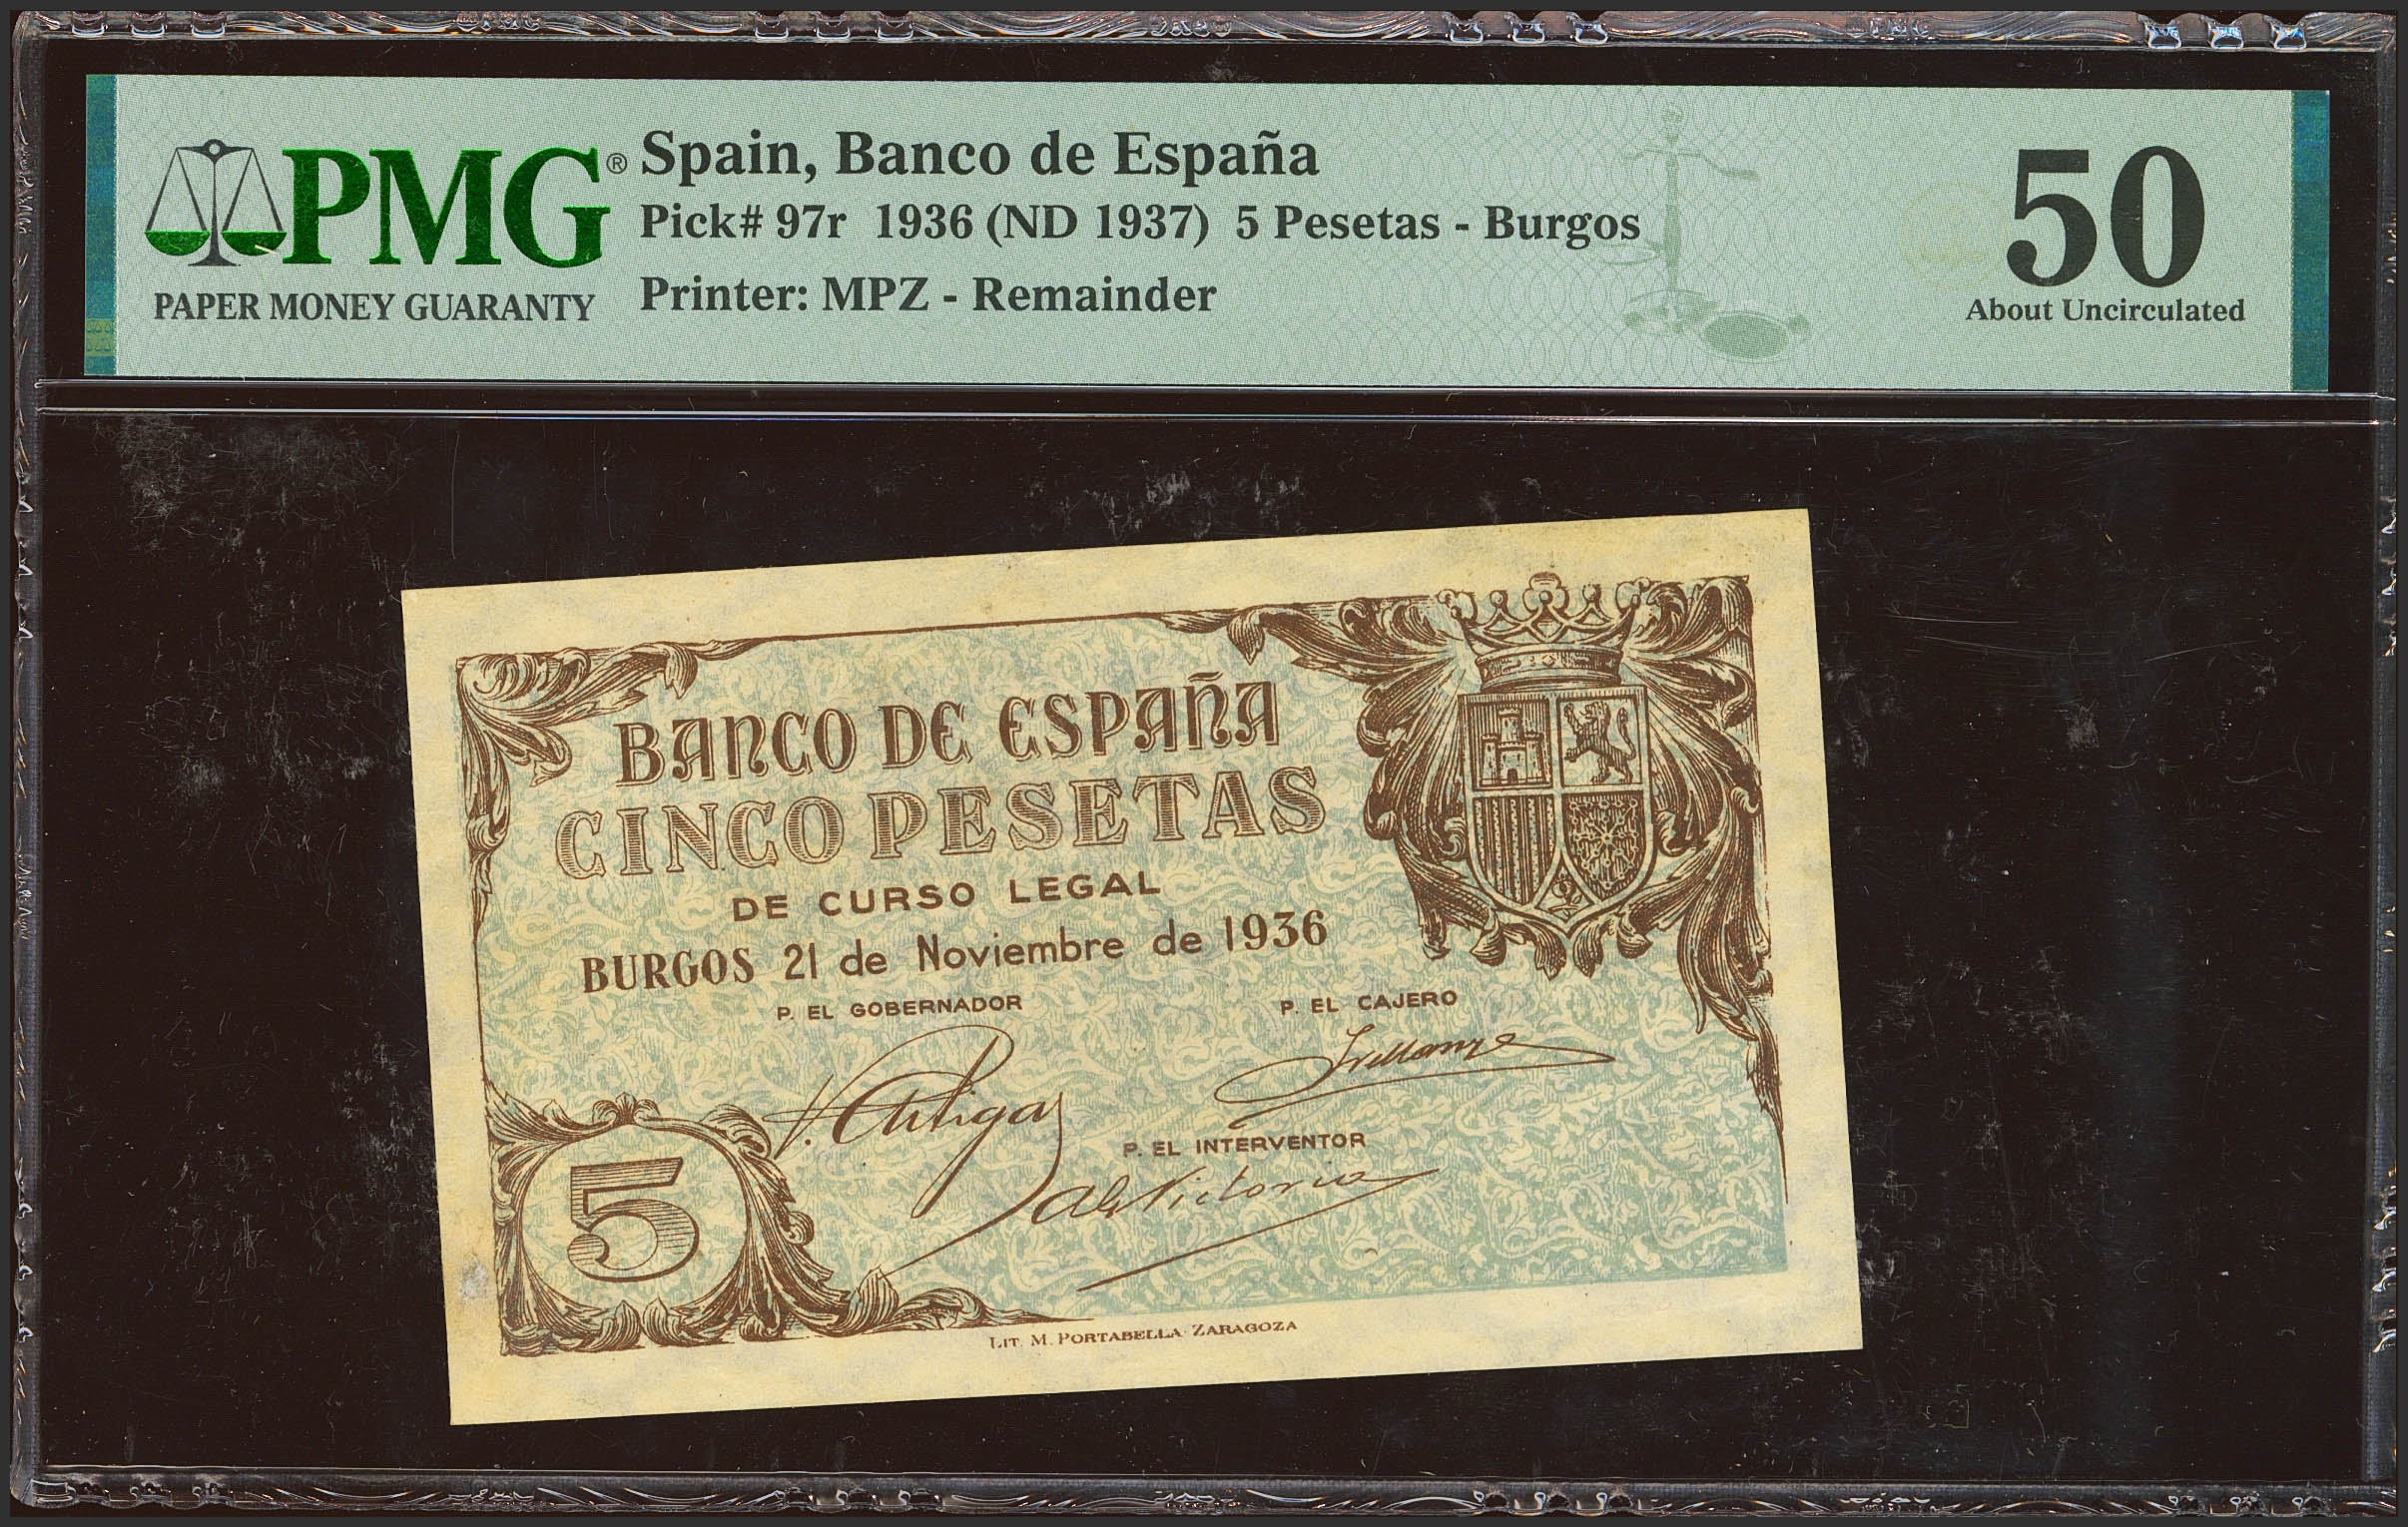 PMG®
PAPER MONEY GUARANTY
Spain, Banco de España
Pick# 97r 1936 (ND 1937) 5 Pesetas - Burgos
Printer: MPZ - Remainder
50
About Uncirculated
BANCO DE ESPAÑA
CINCO PESETAS
DE CURSO LEGAL
BURGOS 21 de Noviembre de 1936
P. EL GOBERNADOR
P. EL CAJERO
P. EL INTERVENTOR
5
LIT. M. PORTABELLA ZARAGOZA